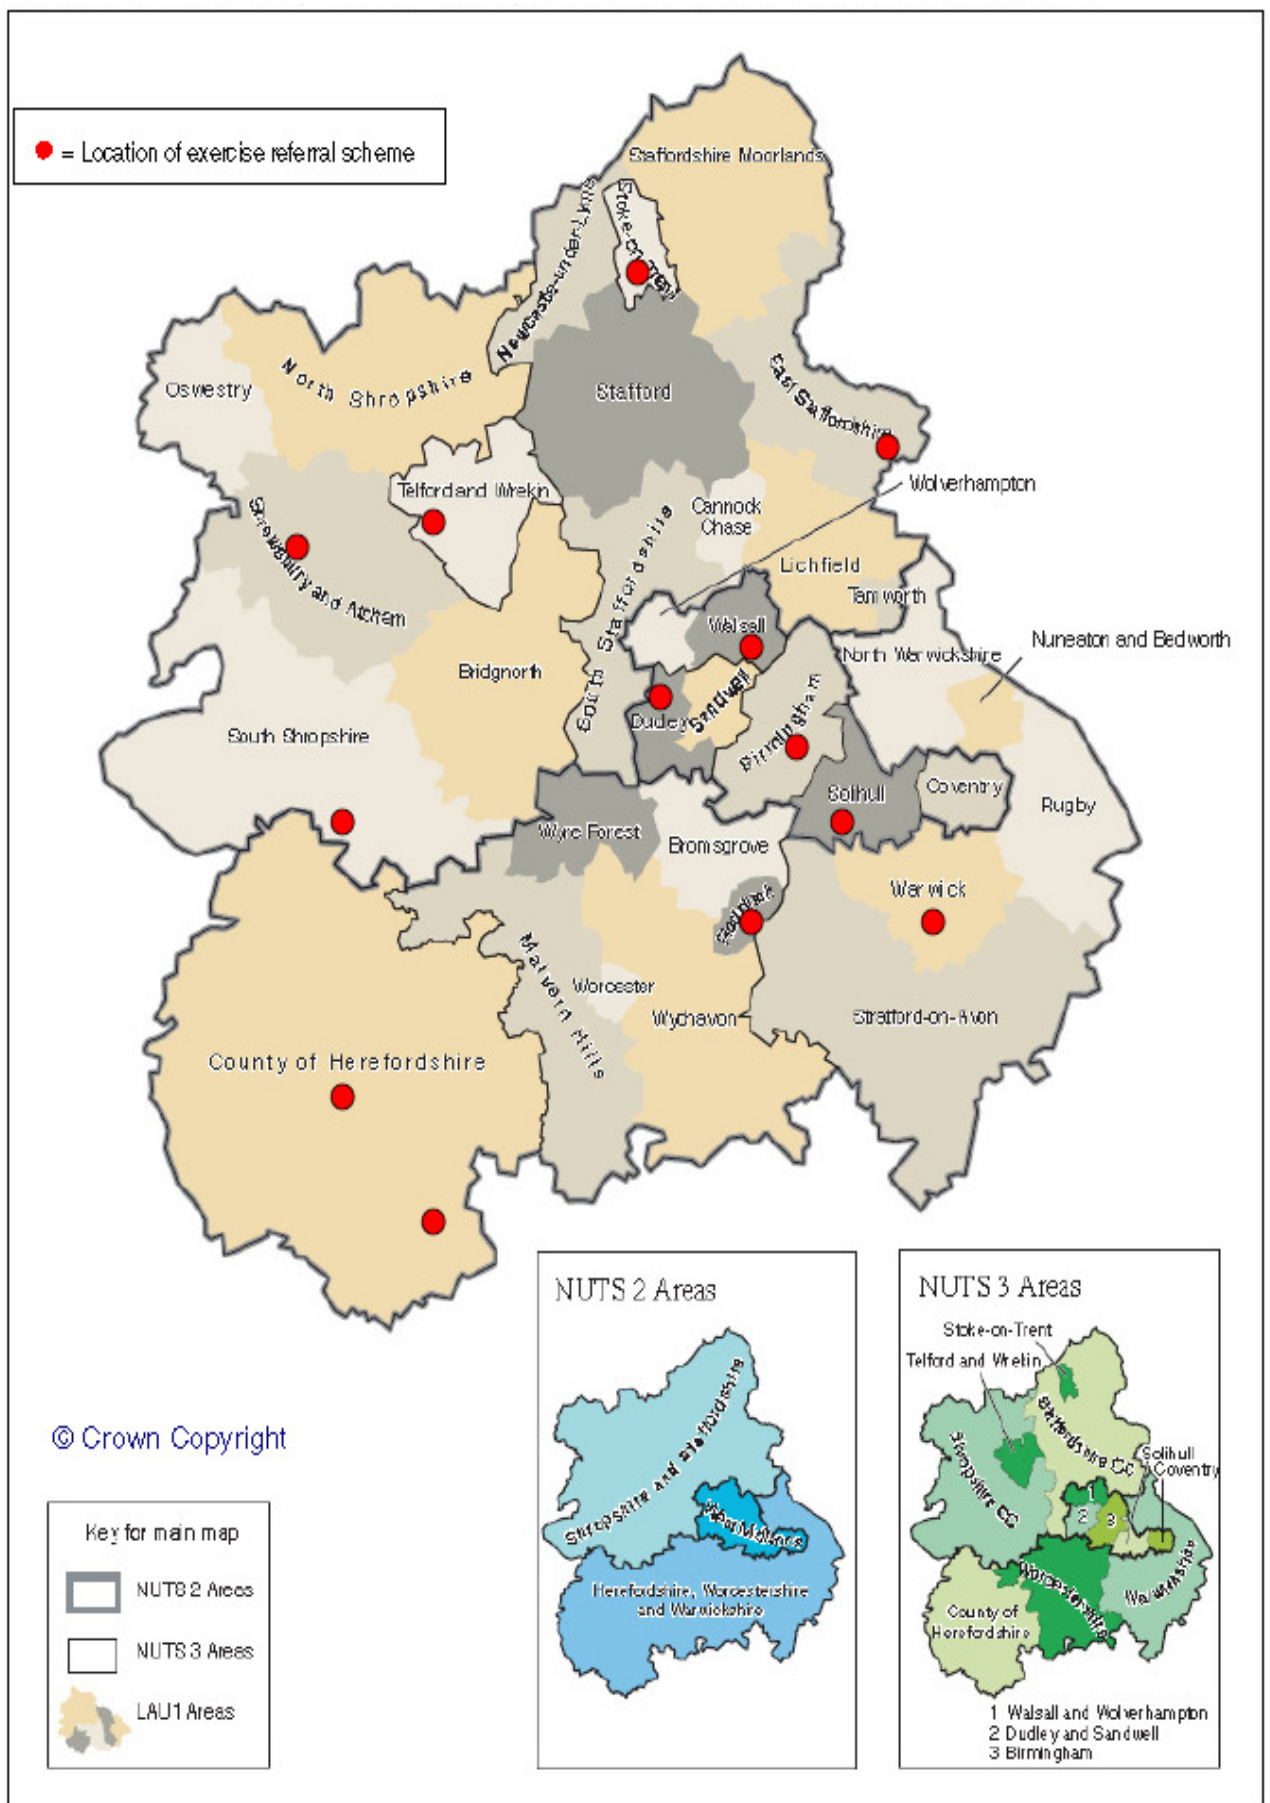 = Location of exercise referral scheme
Staffordshire Moorlands
Newcastle-under-Lyme
Stoke-on-Trent
Oswestry
North Shropshire
Stafford
East Staffordshire
Telford and Wrekin
Wolverhampton
Cannock
Chase
Shrewsbury and Atcham
South Staffordshire
Lichfield
Tamworth
Walsall
Nuneaton and Bedworth
North Warwickshire
Bridgnorth
Sandwell
Dudley
Birmingham
South Shropshire
Solihull
Coventry
Rugby
Wyre Forest
Bromsgrove
Redditch
Warwick
Malvern Hills
Worcester
Wychavon
Stratford-on-Avon
County of Herefordshire
© Crown Copyright
Key for main map
NUTS 2 Areas
NUTS 3 Areas
LAU1 Areas
NUTS 2 Areas
Shropshire and Staffordshire
West Midlands
Herefordshire, Worcestershire
and Warwickshire
NUTS 3 Areas
Stoke-on-Trent
Telford and Wrekin
Staffordshire CC
Shropshire CC
Solihull
Coventry
1
2
3
Worcestershire
Warwickshire
County of
Herefordshire
1 Walsall and Wolverhampton
2 Dudley and Sandwell
3 Birmingham